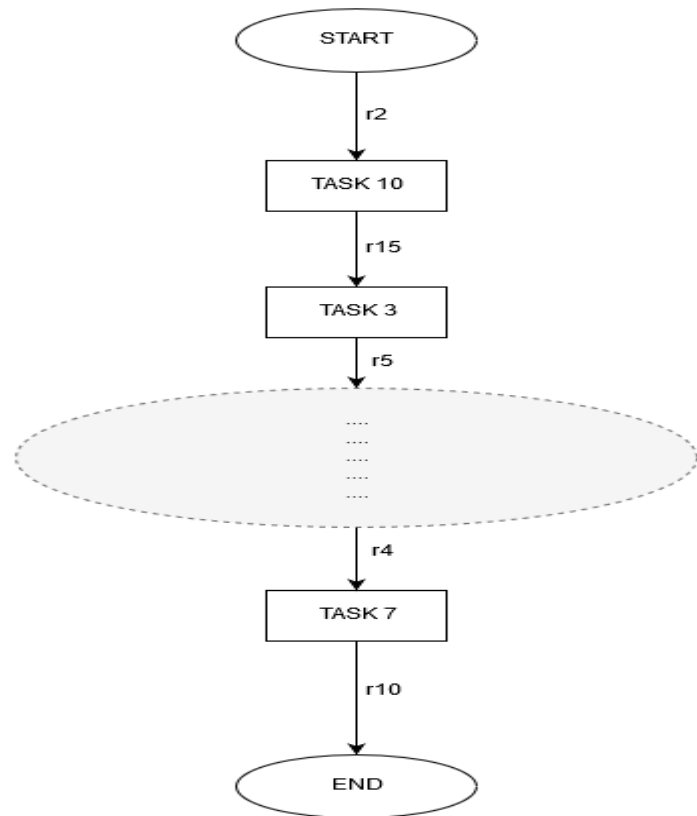 START
r2
TASK 10
r15
TASK 3
r5
....
....
....
....
....
r4
TASK 7
r10
END